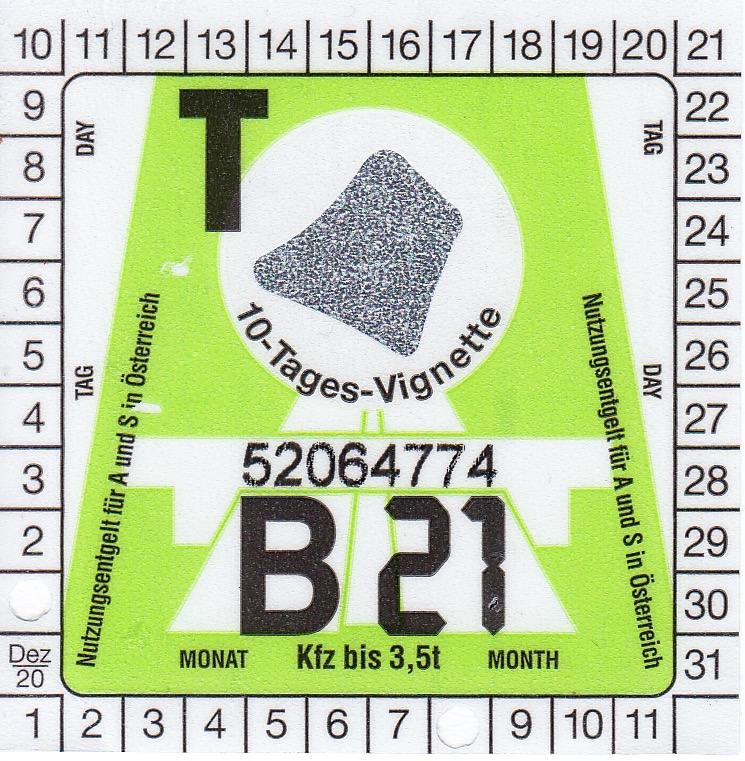 10 11 12 13 14 15 16 17 18 19 20 21
9 22
8 23
7 24
6 25
5 26
4 27
3 28
2 29
30
Dez
20
31
1 2 3 4 5 6 7 9 10 11
DAY
TAG
T
10-Tages-Vignette
TAG
DAY
Nutzungsentgelt für A und S in Österreich
Nutzungsentgelt für A und S in Österreich
52064774
B 21
MONAT Kfz bis 3,5t MONTH